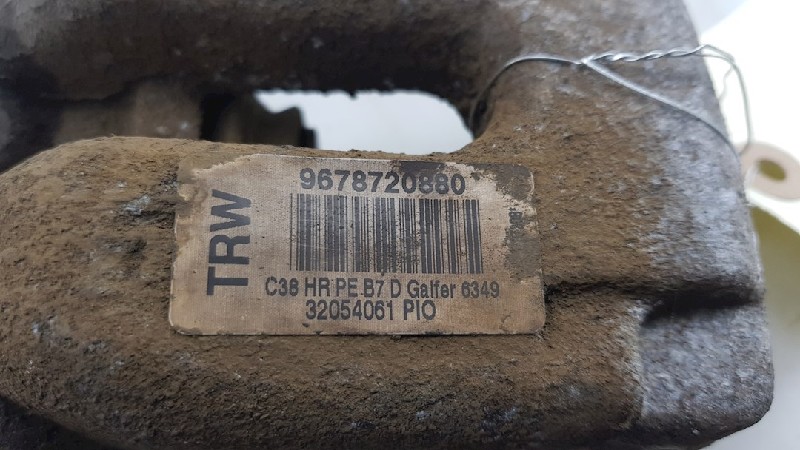 9678720880
TRW
C38 HR PE B7 D Galfer 6349
32054061 PIO